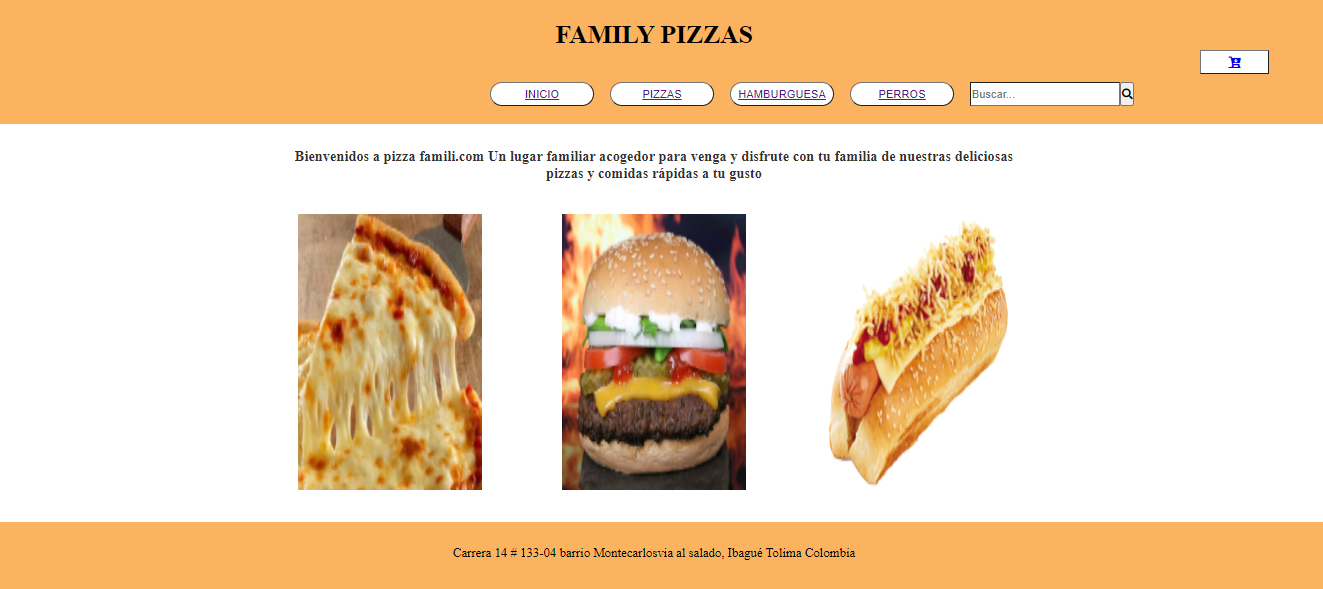 FAMILY PIZZAS
INICIO
PIZZAS
HAMBURGUESA
PERROS
Buscar...
Bienvenidos a pizza famili.com Un lugar familiar acogedor para venga y disfrute con tu familia de nuestras deliciosas
pizzas y comidas rápidas a tu gusto
Carrera 14 # 133-04 barrio Montecarlosvia al salado, Ibagué Tolima Colombia